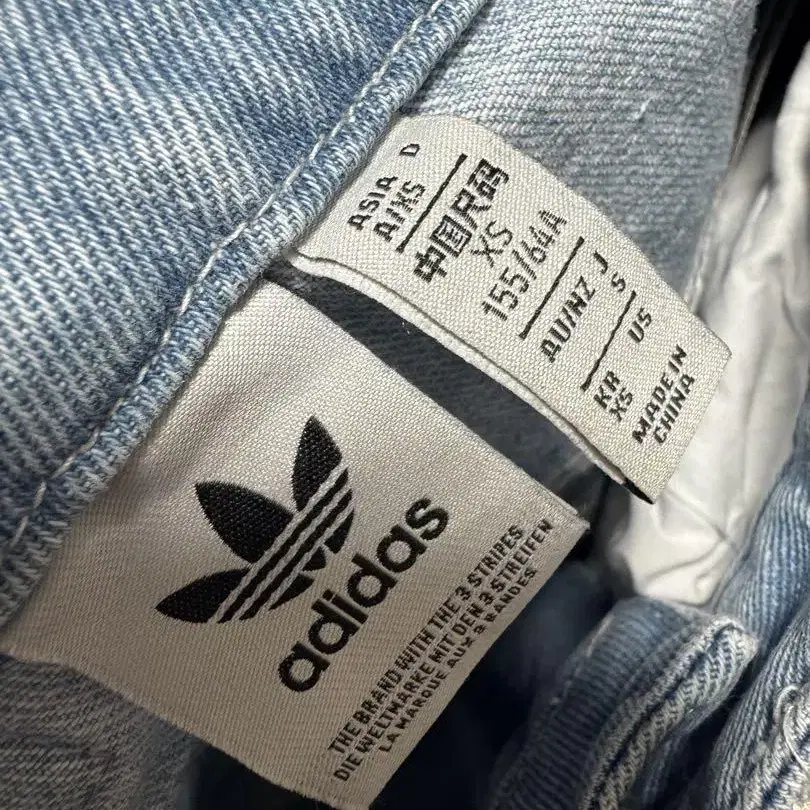 ASIA D
A/XS
中国尺码
XS
155/64A
AU/NZ J
S
US
KR
XS
MADE IN
CHINA
adidas
THE BRAND WITH THE 3 STRIPES
DIE WELTMARKE MIT DEN 3 STREIFEN
LA MARQUE AUX 3 BANDES